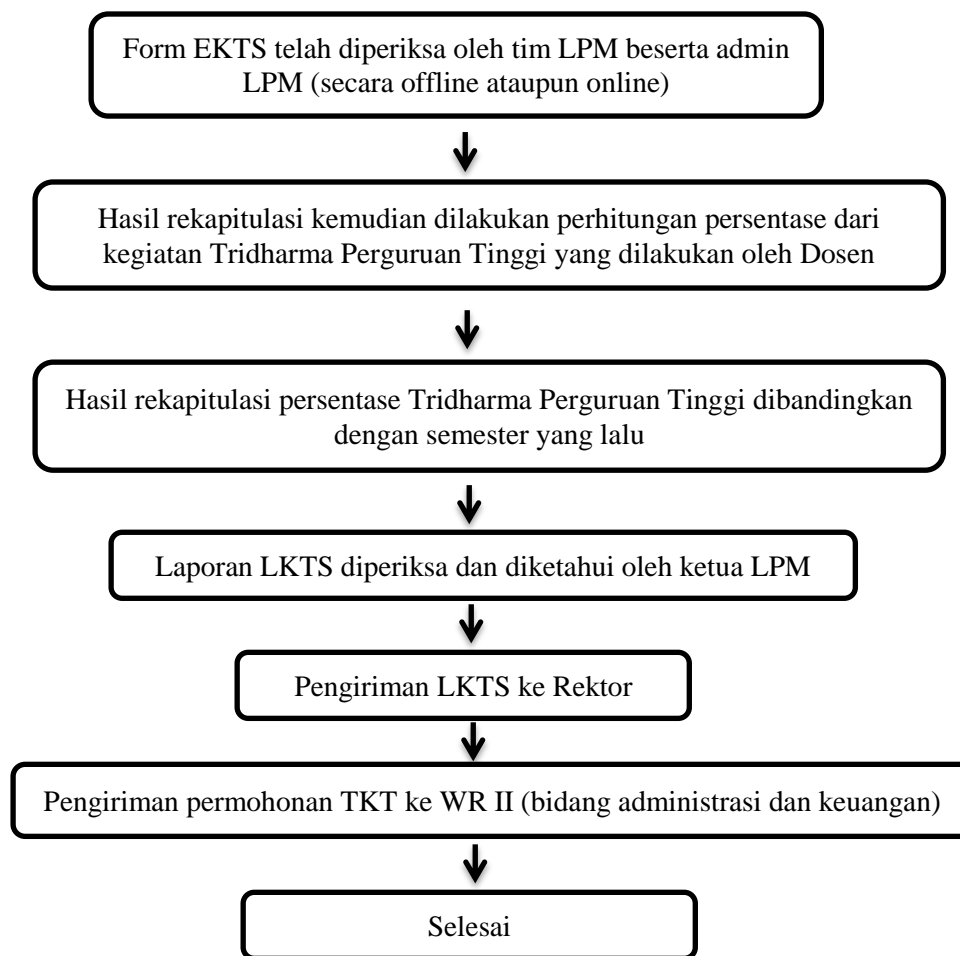 Form EKTS telah diperiksa oleh tim LPM beserta admin
LPM (secara offline ataupun online)
Hasil rekapitulasi kemudian dilakukan perhitungan persentase dari
kegiatan Tridharma Perguruan Tinggi yang dilakukan oleh Dosen
Hasil rekapitulasi persentase Tridharma Perguruan Tinggi dibandingkan
dengan semester yang lalu
Laporan LKTS diperiksa dan diketahui oleh ketua LPM
Pengiriman LKTS ke Rektor
Pengiriman permohonan TKT ke WR II (bidang administrasi dan keuangan)
Selesai